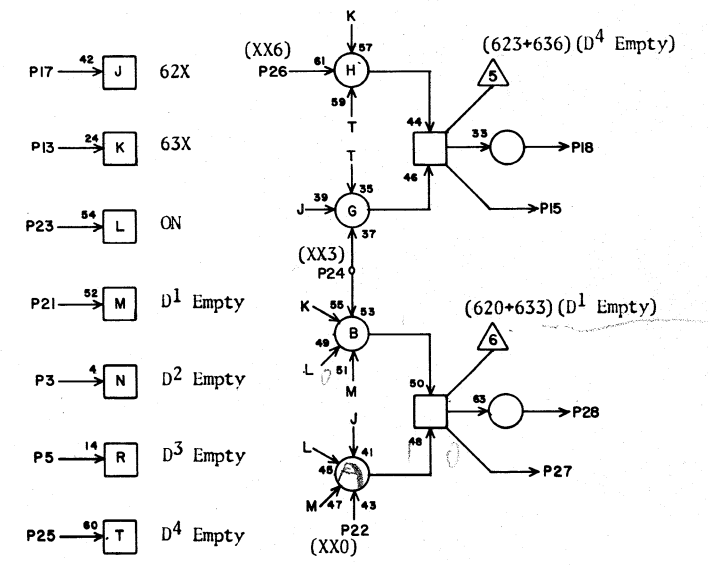 P17 42 J 62X
P13 24 K 63X
P23 54 L ON
P21 52 M D1 Empty
P3 4 N D2 Empty
P5 14 R D3 Empty
P25 60 T D4 Empty
K
(XX6) 57
P26 61 H
59
T
(623+636)(D4 Empty)
5
44
33 P18
46
P15
T
35
J 39 G
37
(XX3)
P24
K 55 53
B
49
L 51
M
(620+633)(D1 Empty)
6
50
63 P28
48
P27
J
L 41
45 A
M 47 43
P22
(XX0)